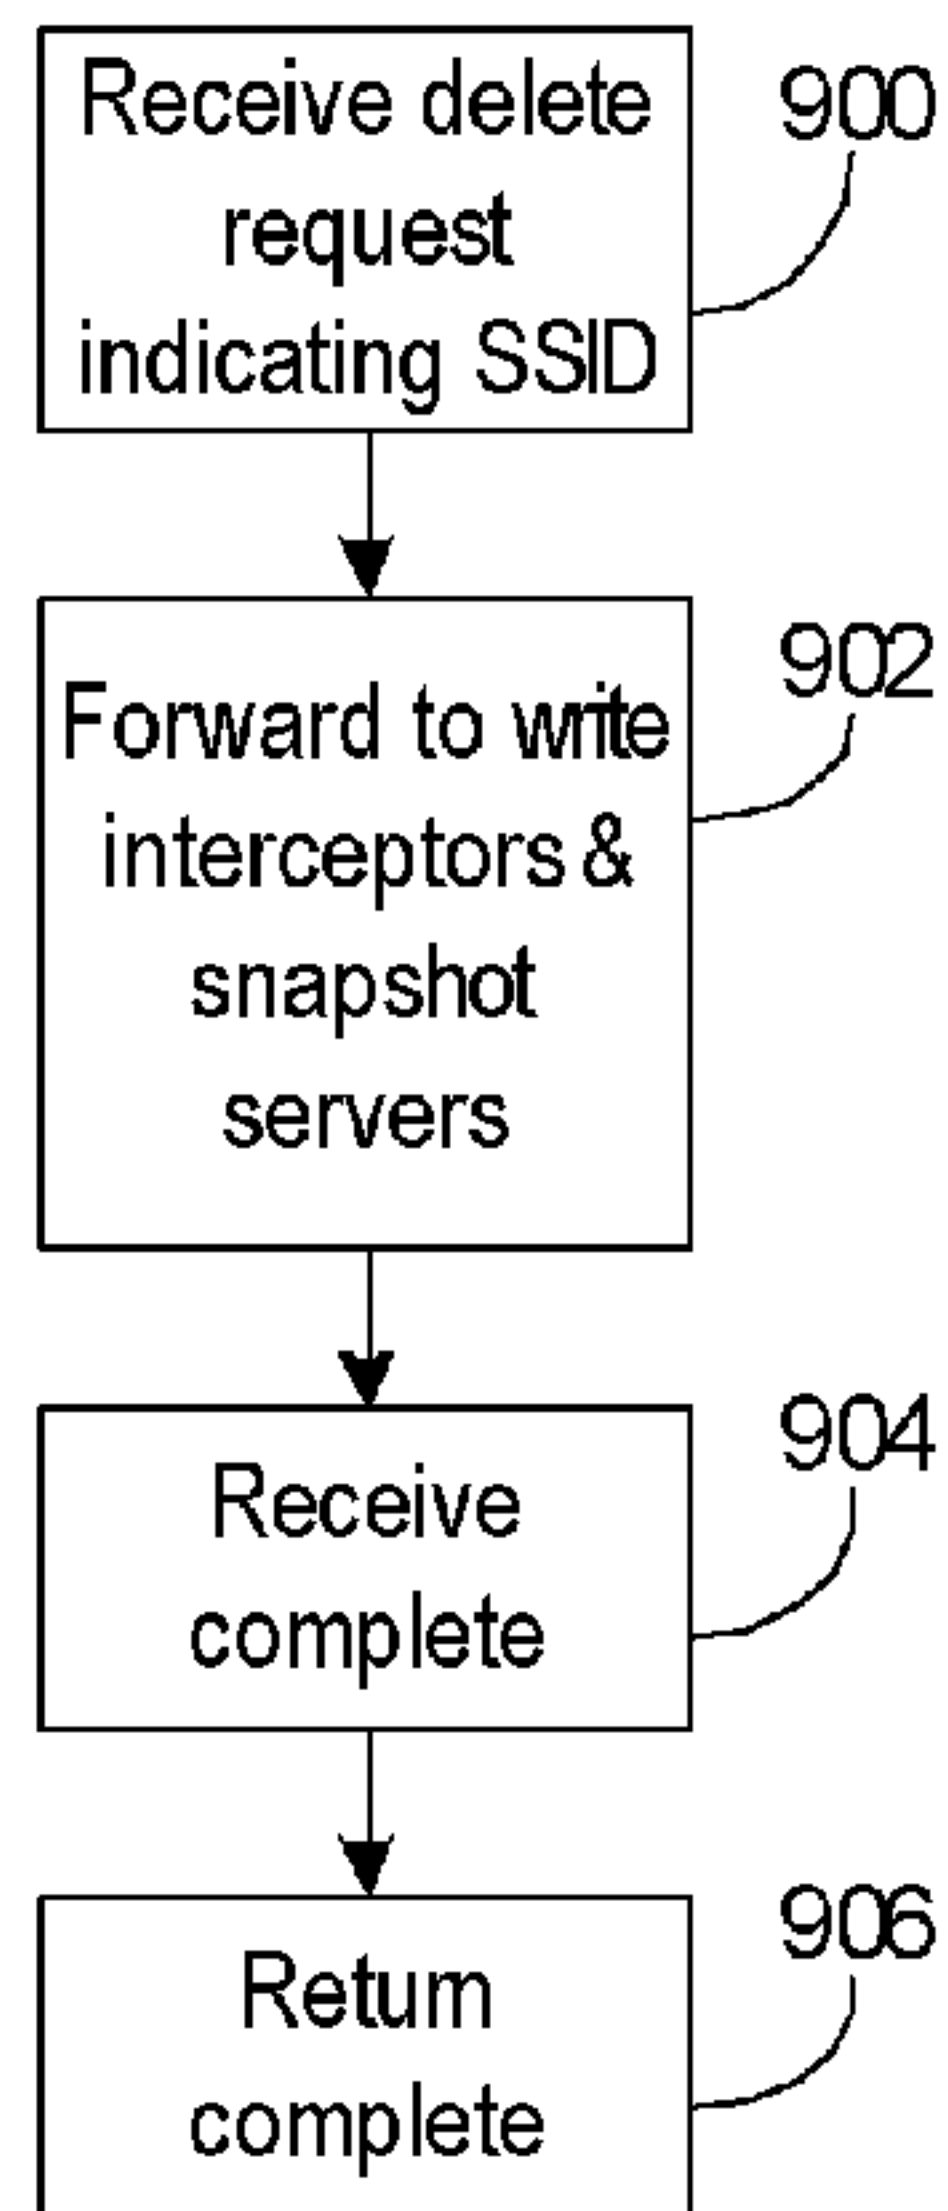 Receive delete
request
indicating SSID
900
Forward to write
interceptors &
snapshot
servers
902
Receive
complete
904
Return
complete
906